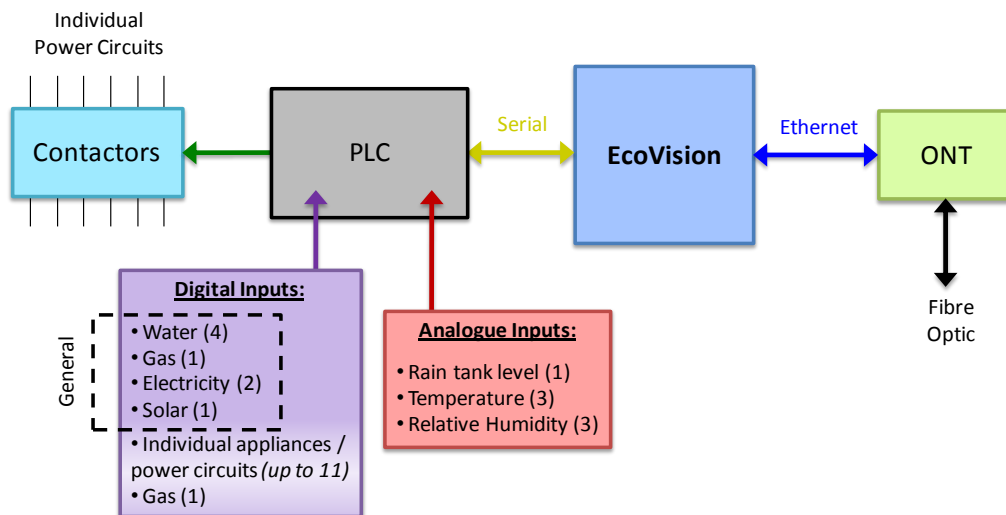 Individual
Power Circuits
Contactors
PLC
Serial
EcoVision
Ethernet
ONT
Fibre
Optic
Digital Inputs:
General
• Water (4)
• Gas (1)
• Electricity (2)
• Solar (1)
• Individual appliances /
power circuits (up to 11)
• Gas (1)
Analogue Inputs:
• Rain tank level (1)
• Temperature (3)
• Relative Humidity (3)